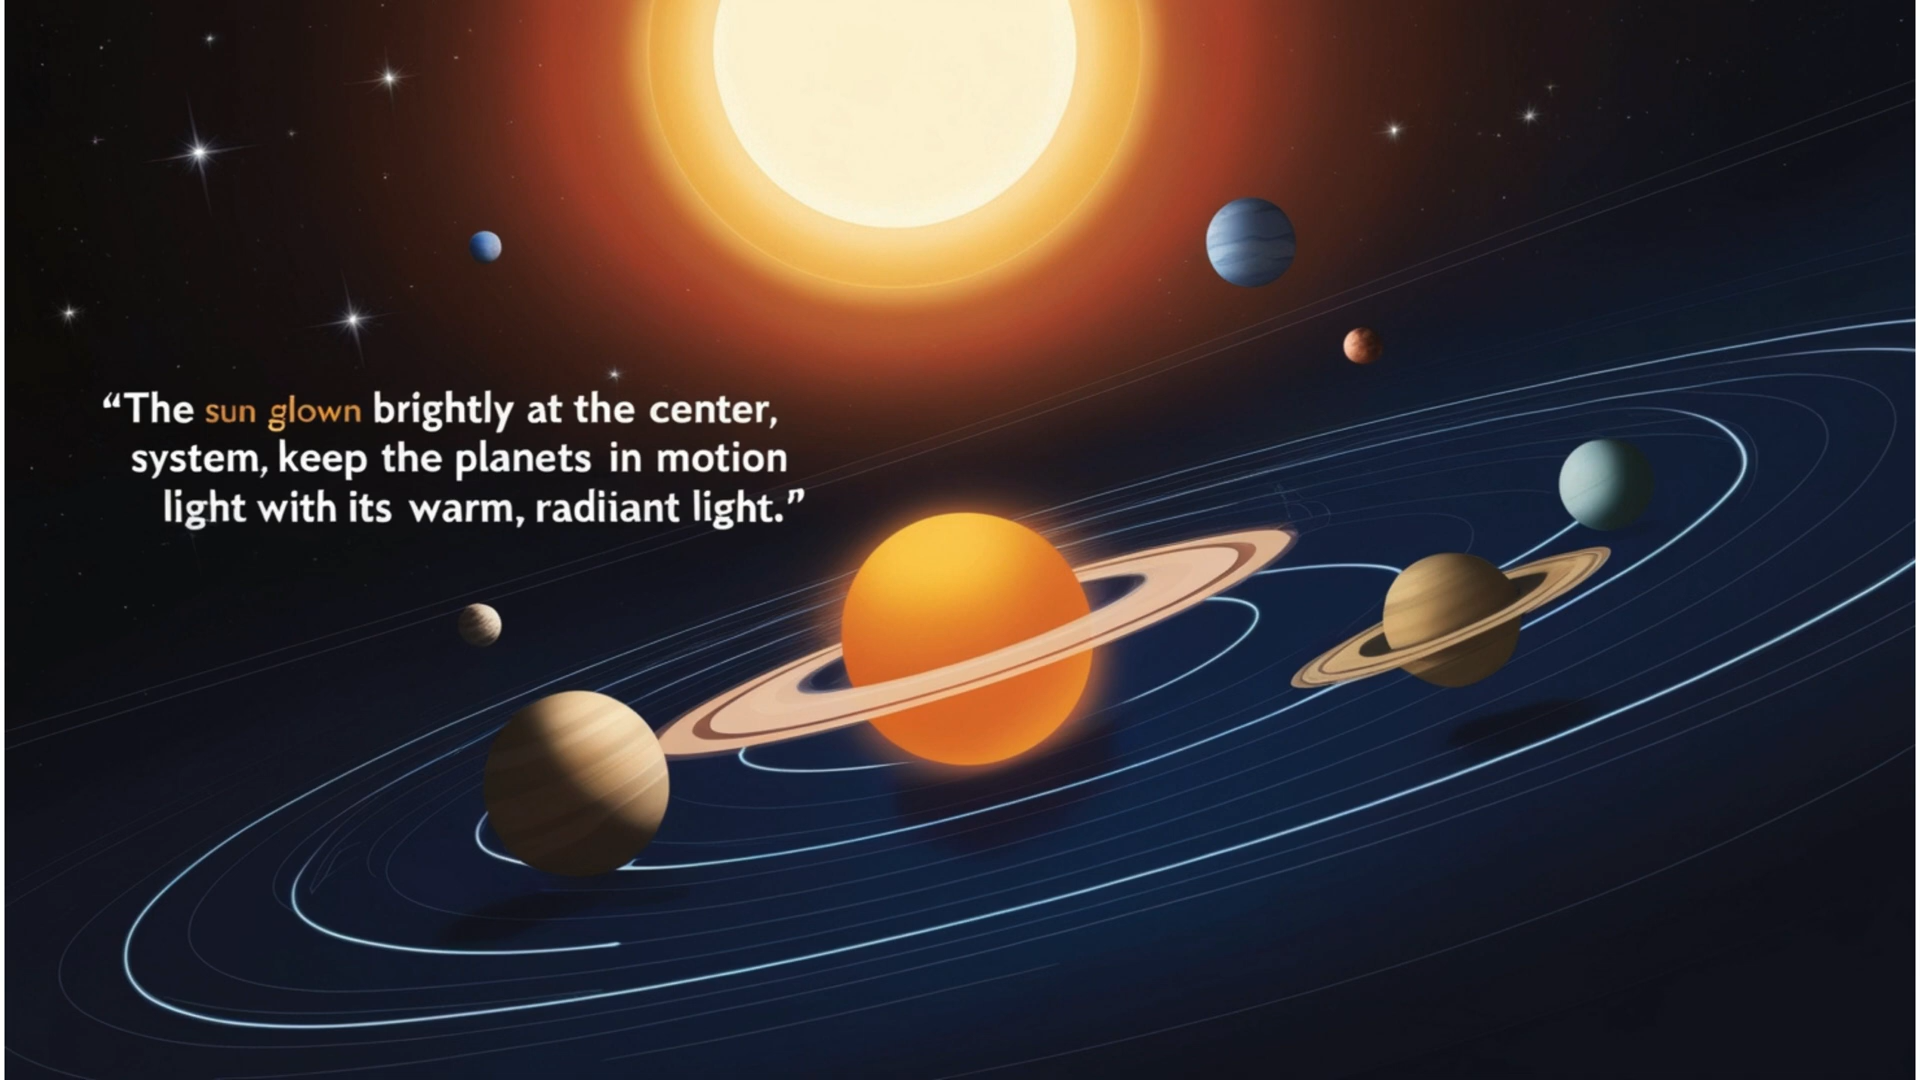 “The sun glown brightly at the center,
system, keep the planets in motion
light with its warm, radiiant light.”